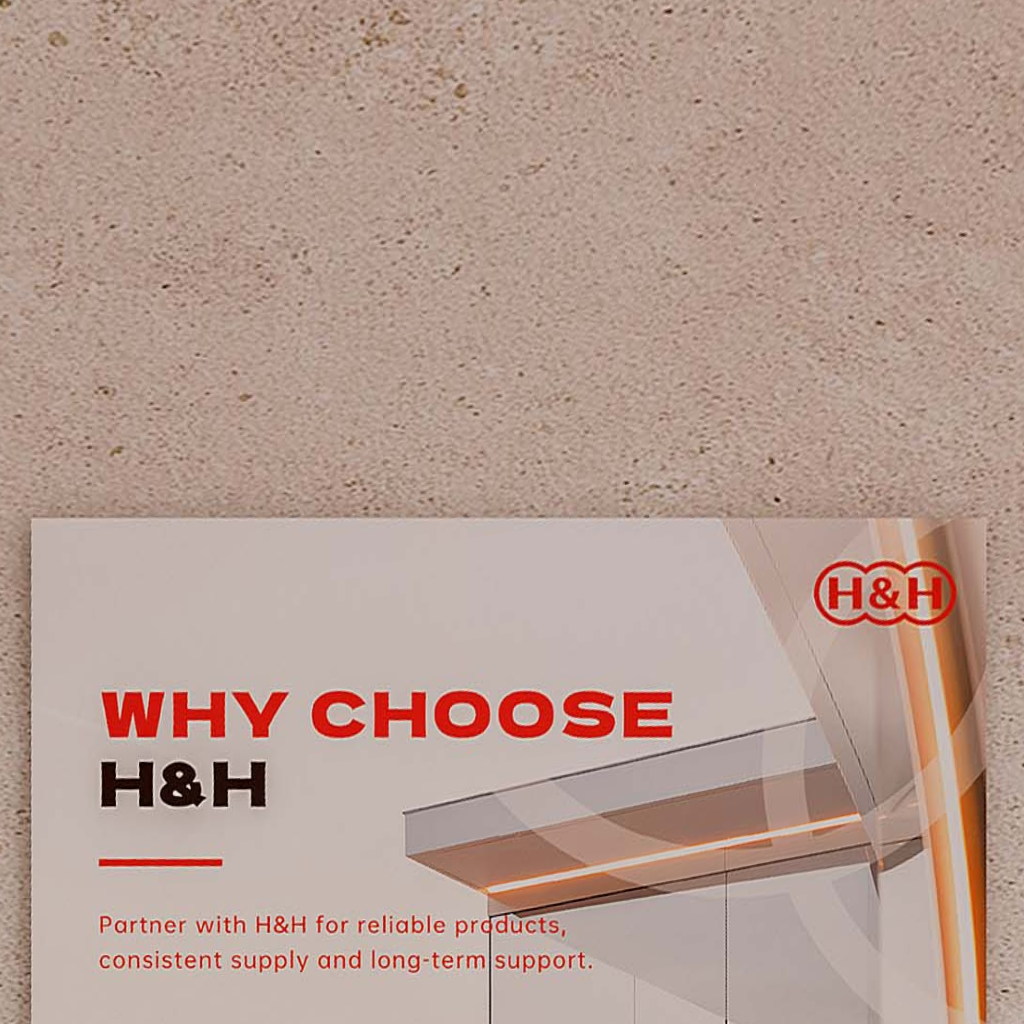 H&H
WHY CHOOSE
H&H
Partner with H&H for reliable products,
consistent supply and long-term support.